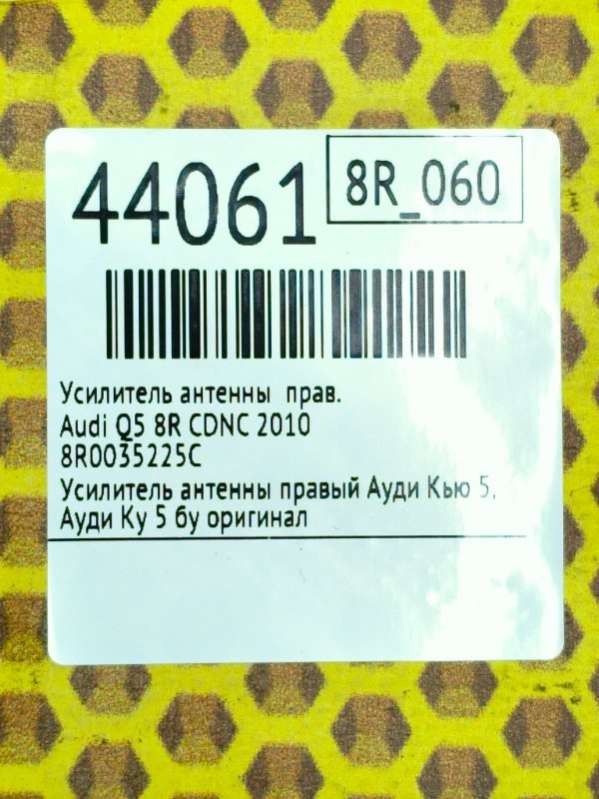 44061
8R_060
Усилитель антенны прав.
Audi Q5 8R CDNC 2010
8R0035225C
Усилитель антенны правый Ауди Кью 5,
Ауди Ку 5 бу оригинал